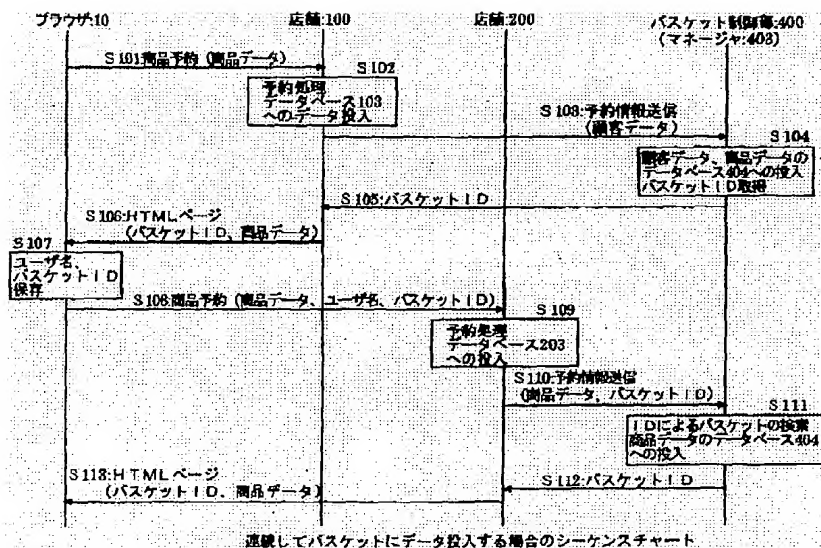 ブラウザ:10
店舗:100
店舗:200
バスケット制御部:400
(マネージャ:403)
S101商品予約(商品データ)
S102
予約処理
データベース103
へのデータ投入
S103:予約情報送信
(顧客データ)
S104
顧客データ、商品データの
データベース404への投入
バスケットID取得
S105:バスケットID
S106:HTMLページ
(バスケットID、商品データ)
S107
ユーザ名、
バスケットID
保存
S108:商品予約(商品データ、ユーザ名、バスケットID)
S109
予約処理
データベース203
への投入
S110:予約情報送信
(商品データ、バスケットID)
S111
IDによるバスケットの検索
商品データのデータベース404
への投入
S112:バスケットID
S113:HTMLページ
(バスケットID、商品データ)
連続してバスケットにデータ投入する場合のシーケンスチャート